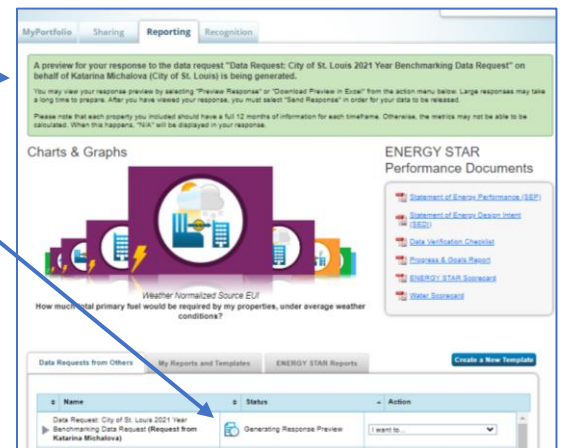 MyPortfolio Sharing Reporting Recognition
A preview for your response to the data request "Data Request: City of St. Louis 2021 Year Benchmarking Data Request" on
behalf of Katarina Michalova (City of St. Louis) is being generated.
You may view your response preview by selecting "Preview Response" or "Download Preview in Excel" from the action menu below. Large responses may take
a long time to prepare. After you have viewed your response, you must select "Send Response" in order for your data to be released.
Please note that each property you included should have a full 12 months of information for each timeframe. Otherwise, the metrics may not be able to be
calculated. When this happens, "N/A" will be displayed in your response.
Charts & Graphs
ENERGY STAR
Performance Documents
Statement of Energy Performance (SEP)
Statement of Energy Design Intent
(SEDI)
Data Verification Checklist
Progress & Goals Report
ENERGY STAR Scorecard
Water Scorecard
Weather Normalized Source EUI
How much total primary fuel would be required by my properties, under average weather
conditions?
Data Requests from Others My Reports and Templates ENERGY STAR Reports Create a New Template
Name Status Action
Data Request: City of St. Louis 2021 Year
Benchmarking Data Request (Request from
Katarina Michalova)
Generating Response Preview
I want to...